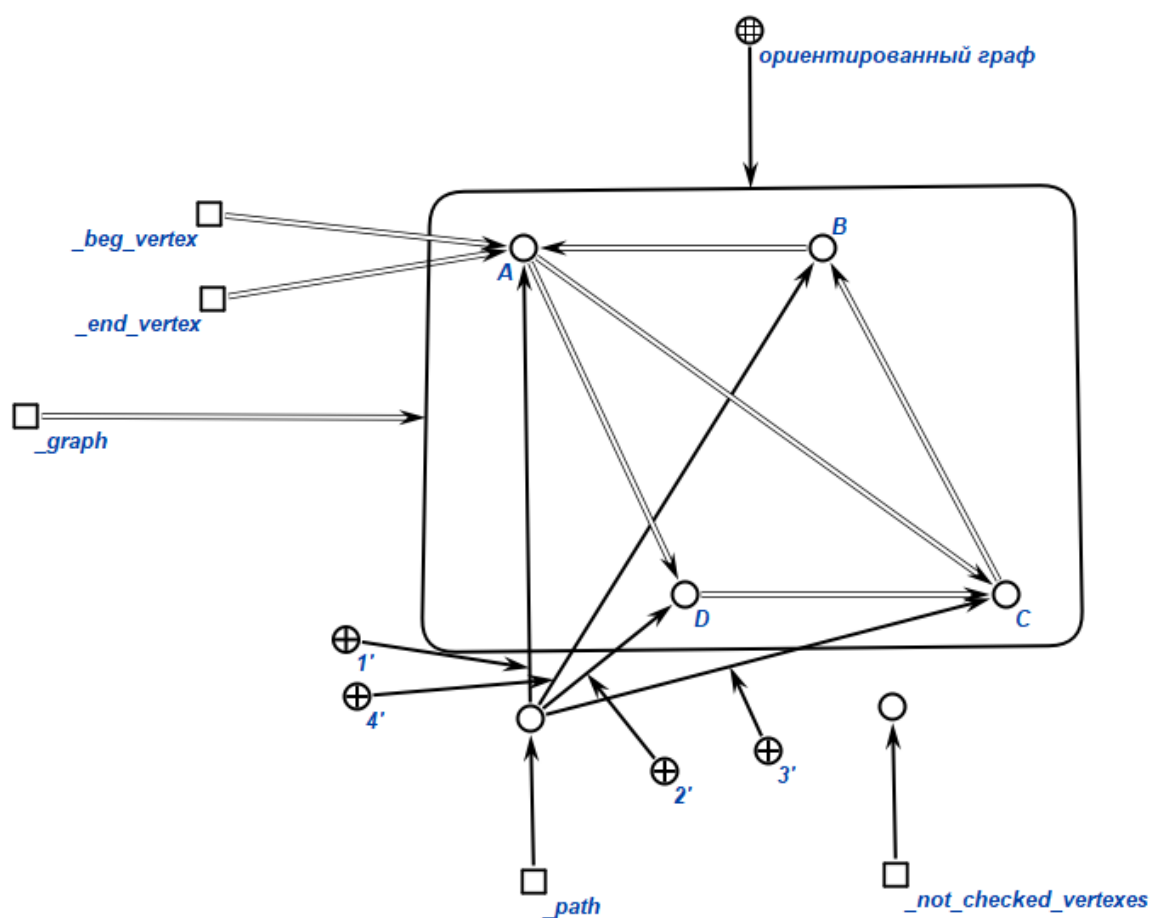 ориентированный граф
B
_beg_vertex
A
_end_vertex
_graph
D
C
1'
4'
3'
2'
_not_checked_vertexes
_path